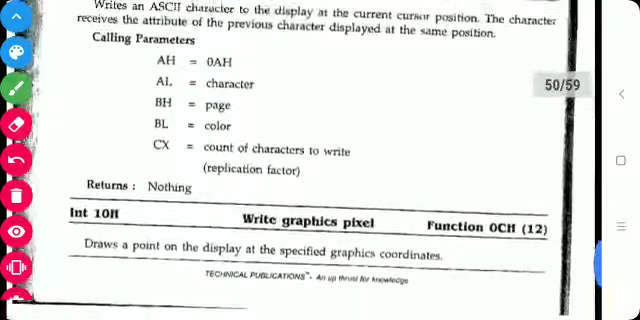 Writes an ASCII character to the display at the current cursor position. The character
receives the attribute of the previous character displayed at the same position.
Calling Parameters
AH = 0AH
AL = character
BH = page
BL = color
CX = count of characters to write
(replication factor)
Returns : Nothing
50/59
Int 10H Write graphics pixel Function 0CH (12)
Draws a point on the display at the specified graphics coordinates.
TECHNICAL PUBLICATIONS™- An up thrust for knowledge